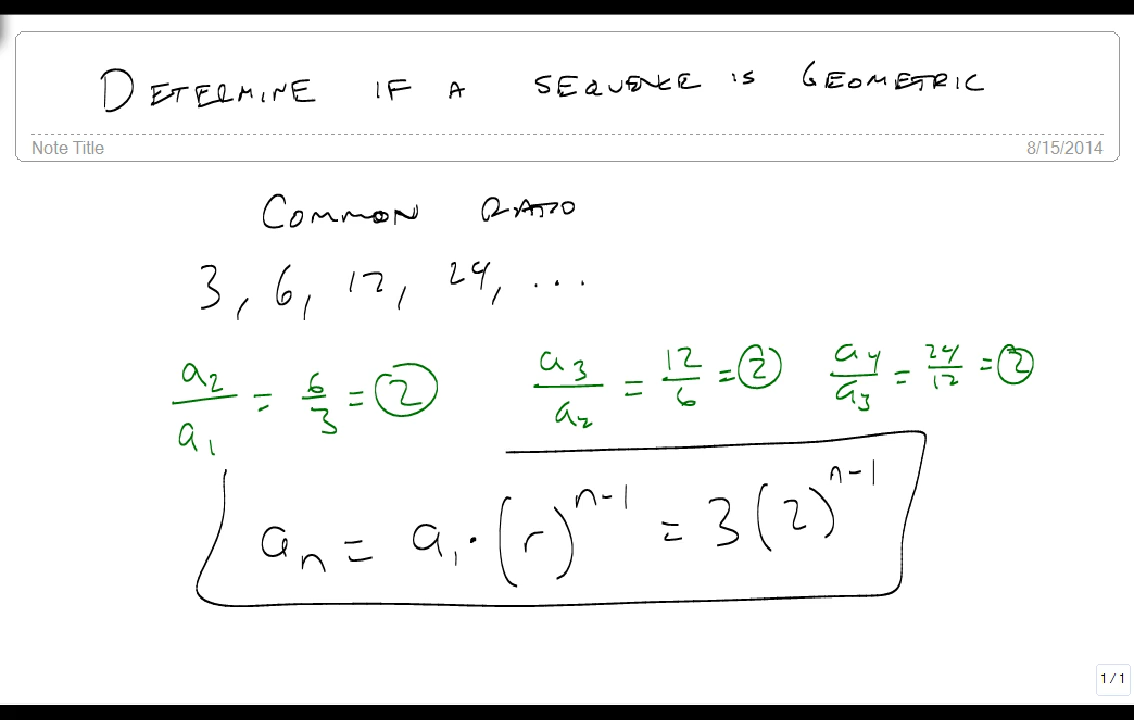 DETERMINE IF A SEQUENCE IS GEOMETRIC
Note Title 8/15/2014
COMMON RATIO
3, 6, 12, 24, ...
a₂/a₁ = 6/3 = 2 a₃/a₂ = 12/6 = 2 a₄/a₃ = 24/12 = 2
aₙ = a₁ · (r)ⁿ⁻¹ = 3(2)ⁿ⁻¹
1/1